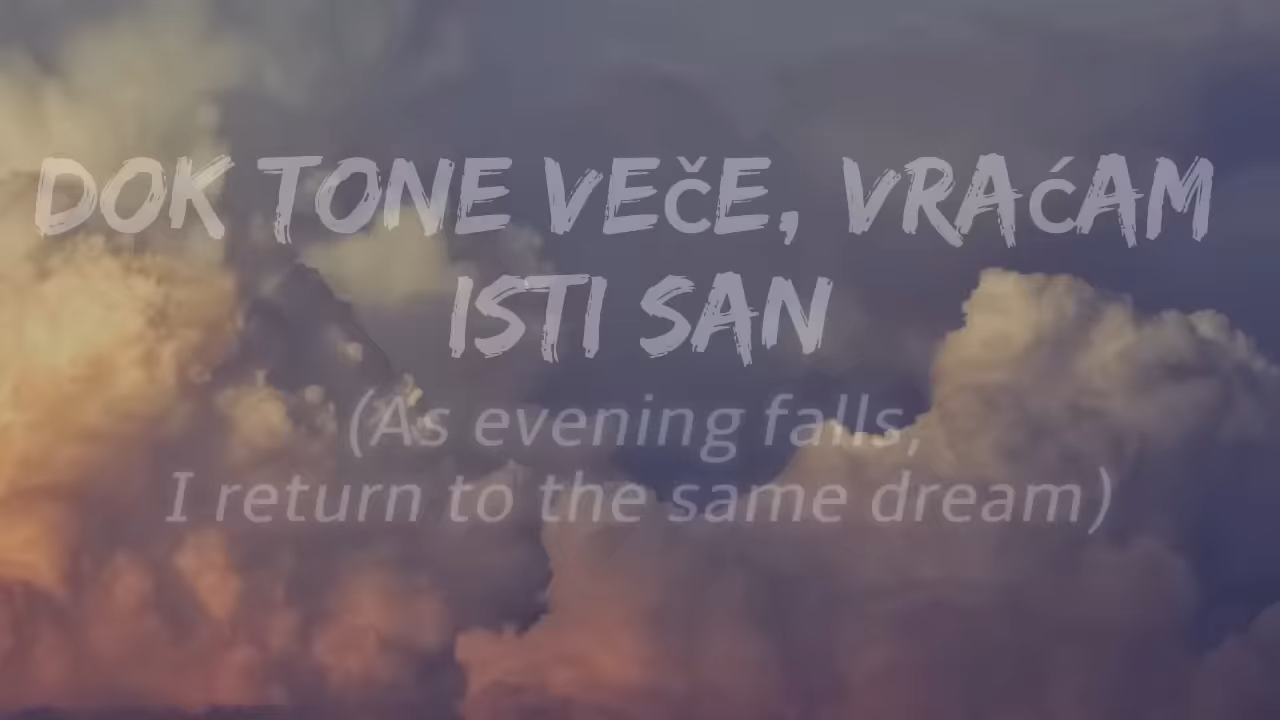 DOK TONE VEČE, VRAĆAM
ISTI SAN
(As evening falls,
I return to the same dream)